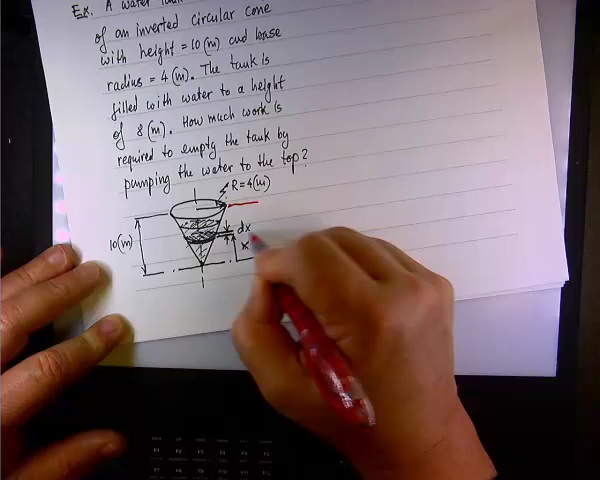 Ex. A water tank
of an inverted circular cone
with height = 10 (m) and base
radius = 4 (m). The tank is
filled with water to a height
of 8 (m). How much work is
required to empty the tank by
pumping the water to the top?
R = 4 (m)
10 (m)
dx
x